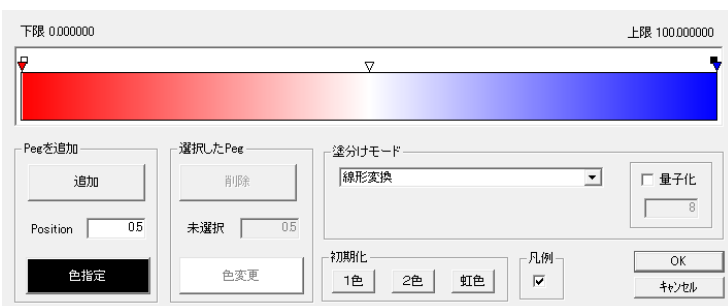 下限 0.000000
上限 100.000000
Pegを追加
追加
Position 0.5
色指定
選択したPeg
削除
未選択 0.5
色変更
塗分けモード
線形変換
量子化
8
初期化
1色 2色 虹色
凡例
OK
キャンセル